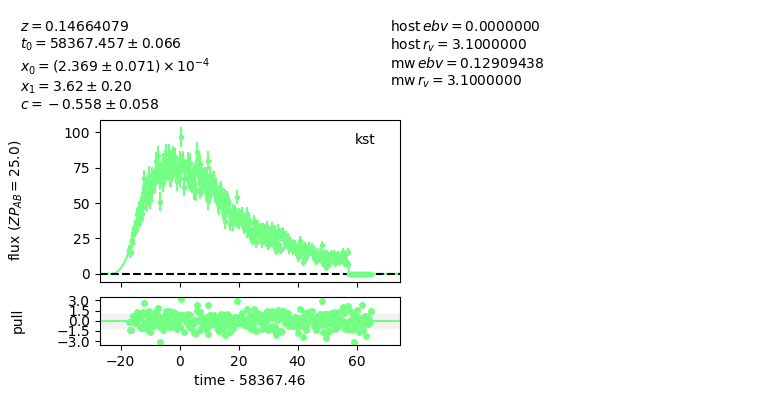 z = 0.14664079
t₀ = 58367.457 ± 0.066
x₀ = (2.369 ± 0.071) × 10⁻⁴
x₁ = 3.62 ± 0.20
c = −0.558 ± 0.058
host ebv = 0.0000000
host r_v = 3.1000000
mw ebv = 0.12909438
mw r_v = 3.1000000
kst
flux (ZP_AB = 25.0)
100
75
50
25
0
pull
3.0
1.5
0.0
−1.5
−3.0
−20 0 20 40 60
time - 58367.46